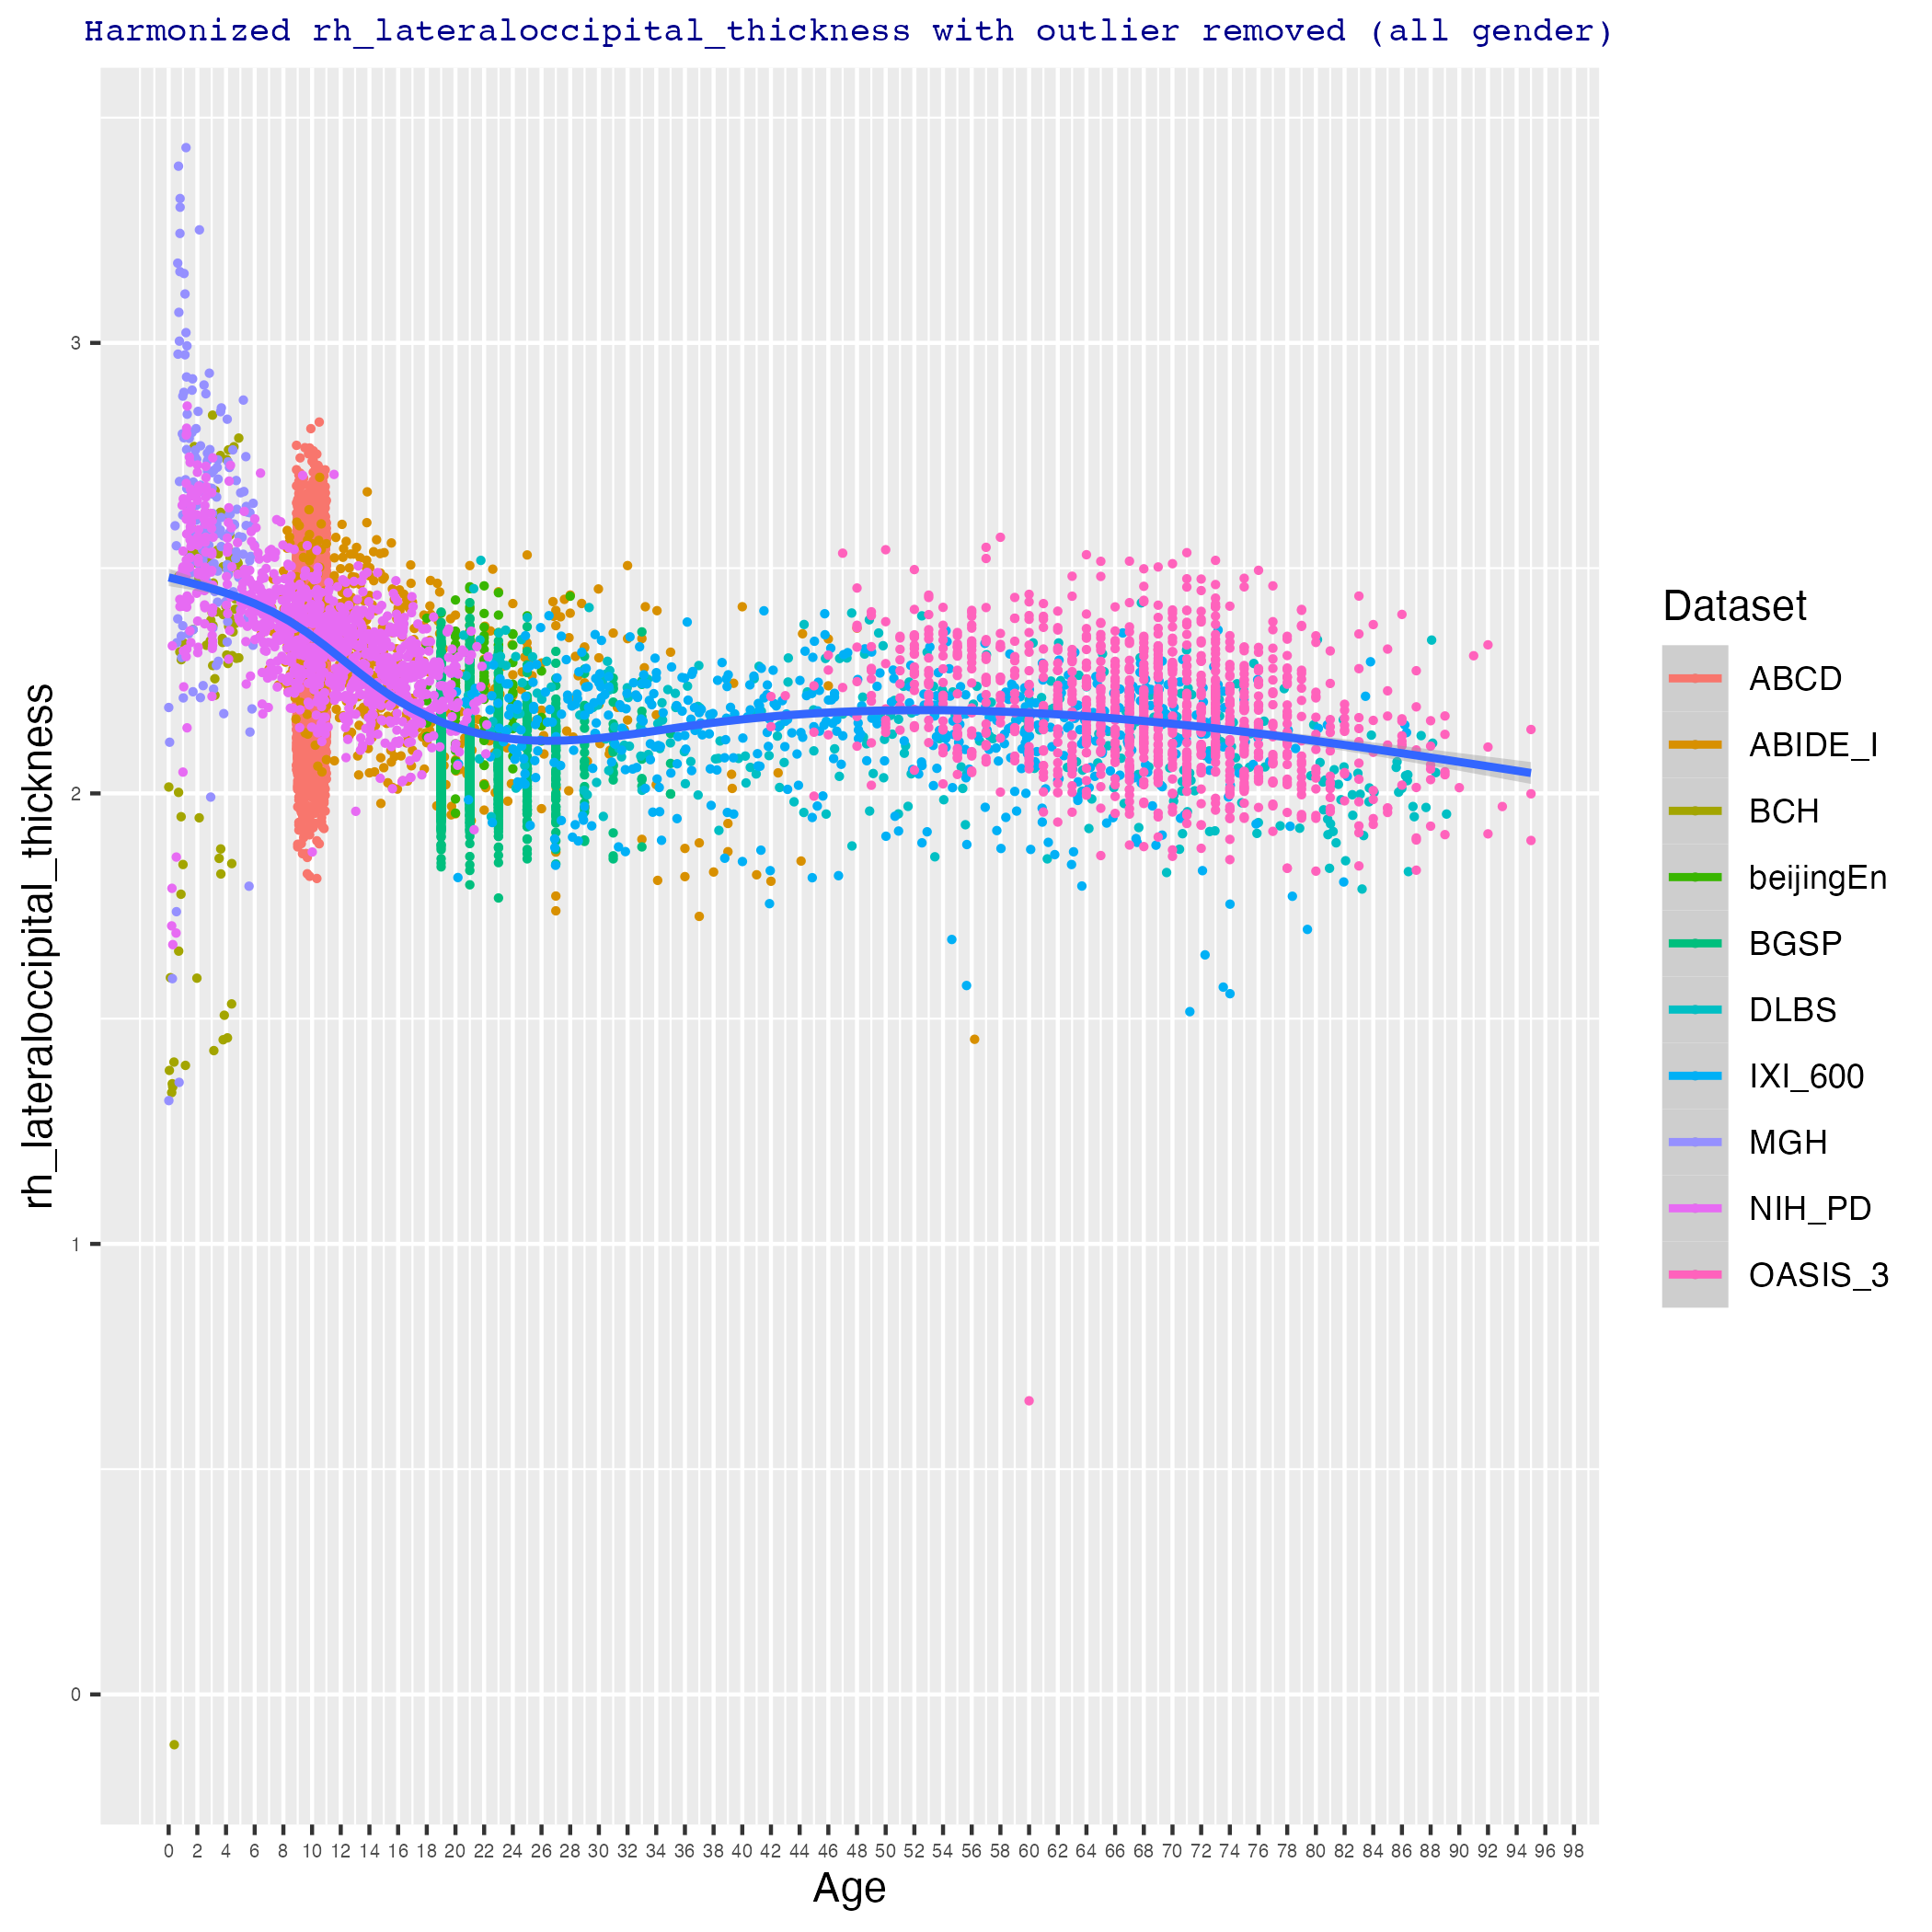 Harmonized rh_lateraloccipital_thickness with outlier removed (all gender)
rh_lateraloccipital_thickness
3
2
1
0
0 2 4 6 8 10 12 14 16 18 20 22 24 26 28 30 32 34 36 38 40 42 44 46 48 50 52 54 56 58 60 62 64 66 68 70 72 74 76 78 80 82 84 86 88 90 92 94 96 98
Age
Dataset
ABCD
ABIDE_I
BCH
beijingEn
BGSP
DLBS
IXI_600
MGH
NIH_PD
OASIS_3